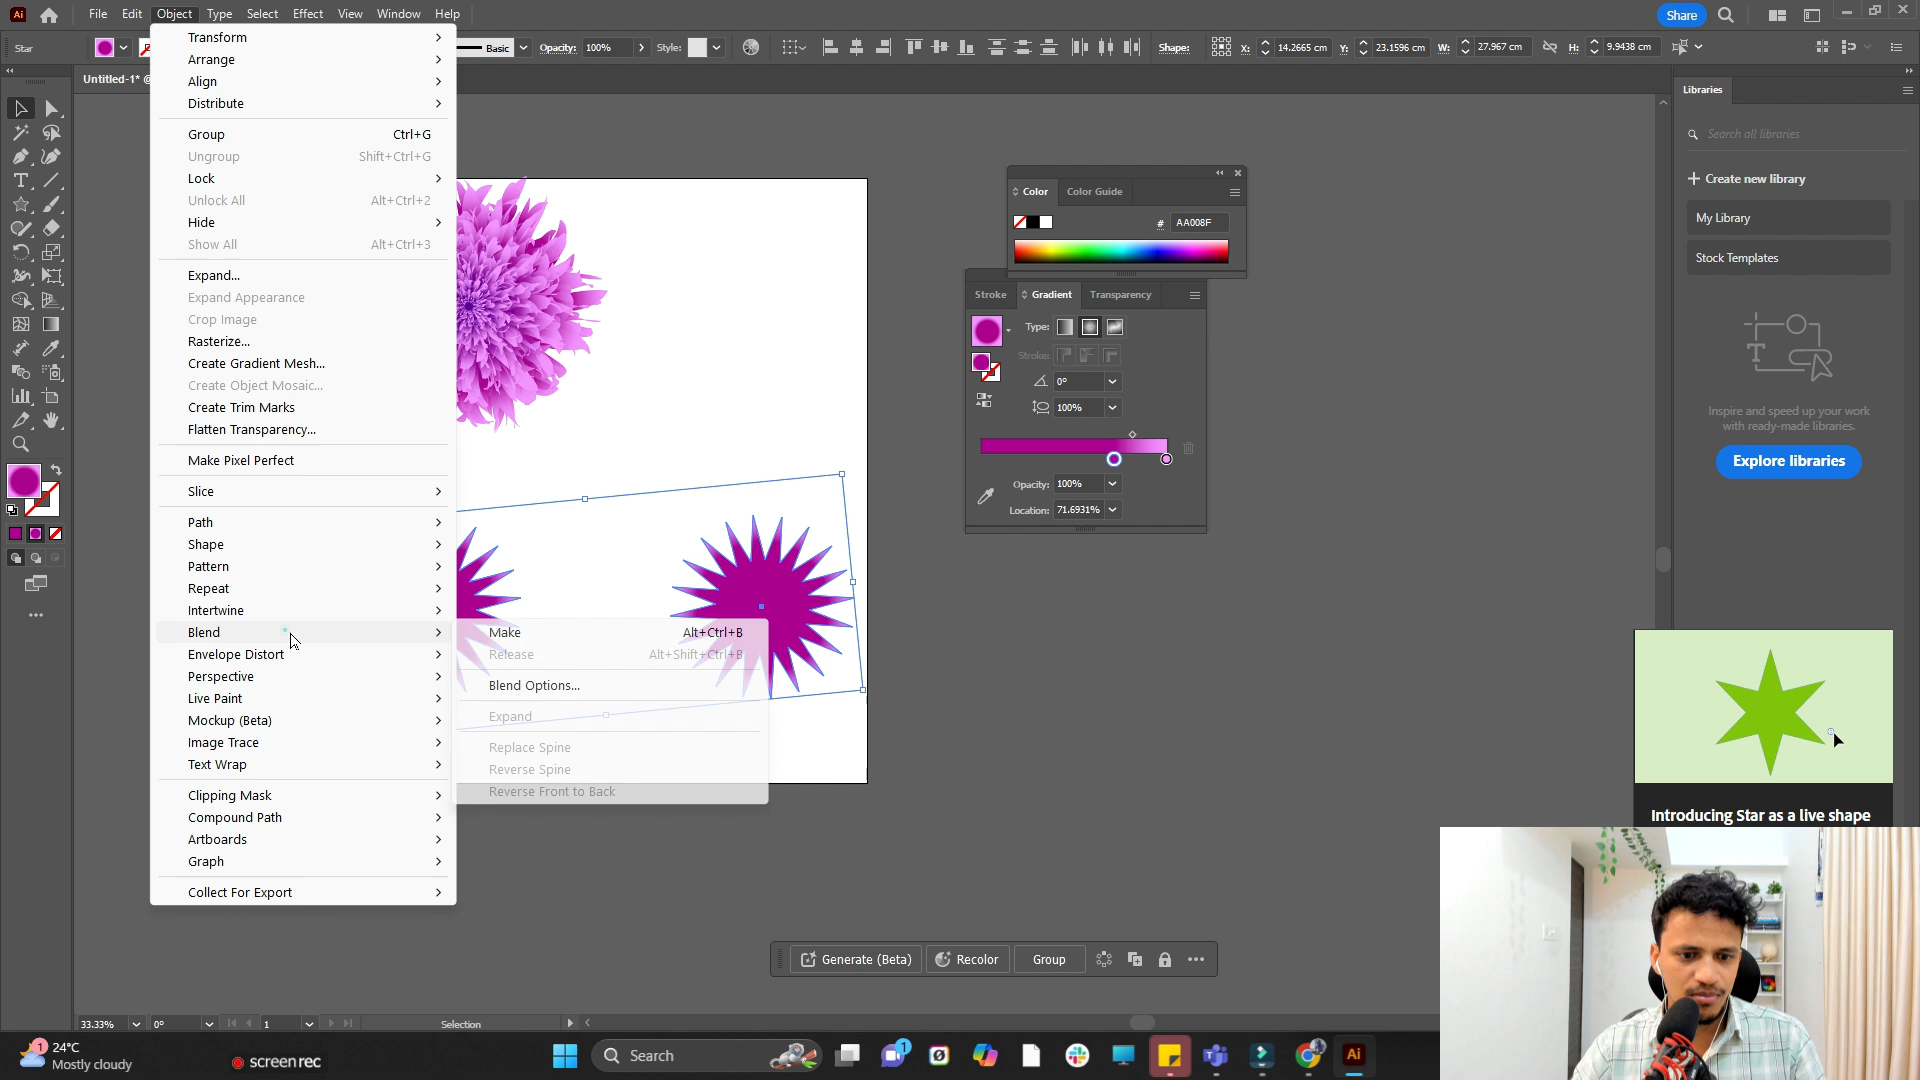 Ai File Edit Object Type Select Effect View Window Help Share
Star Basic Opacity: 100% Style: Shape: X: 14.2665 cm Y: 23.1596 cm W: 27.967 cm H: 9.9438 cm
Untitled-1* @
Transform
Arrange
Align
Distribute
Group Ctrl+G
Ungroup Shift+Ctrl+G
Lock
Unlock All Alt+Ctrl+2
Hide
Show All Alt+Ctrl+3
Expand...
Expand Appearance
Crop Image
Rasterize...
Create Gradient Mesh...
Create Object Mosaic...
Create Trim Marks
Flatten Transparency...
Make Pixel Perfect
Slice
Path
Shape
Pattern
Repeat
Intertwine
Blend
Envelope Distort
Perspective
Live Paint
Mockup (Beta)
Image Trace
Text Wrap
Clipping Mask
Compound Path
Artboards
Graph
Collect For Export
Make Alt+Ctrl+B
Release Alt+Shift+Ctrl+B
Blend Options...
Expand
Replace Spine
Reverse Spine
Reverse Front to Back
Color Color Guide
# AA008F
Stroke Gradient Transparency
Type:
Stroke:
0°
100%
Opacity: 100%
Location: 71.6931%
Libraries
Search all libraries
+ Create new library
My Library
Stock Templates
Inspire and speed up your work
with ready-made libraries.
Explore libraries
Introducing Star as a live shape
Generate (Beta) Recolor Group
33.33% 0° 1 Selection
1 24°C
Mostly cloudy
screen rec
Search
1
Ai